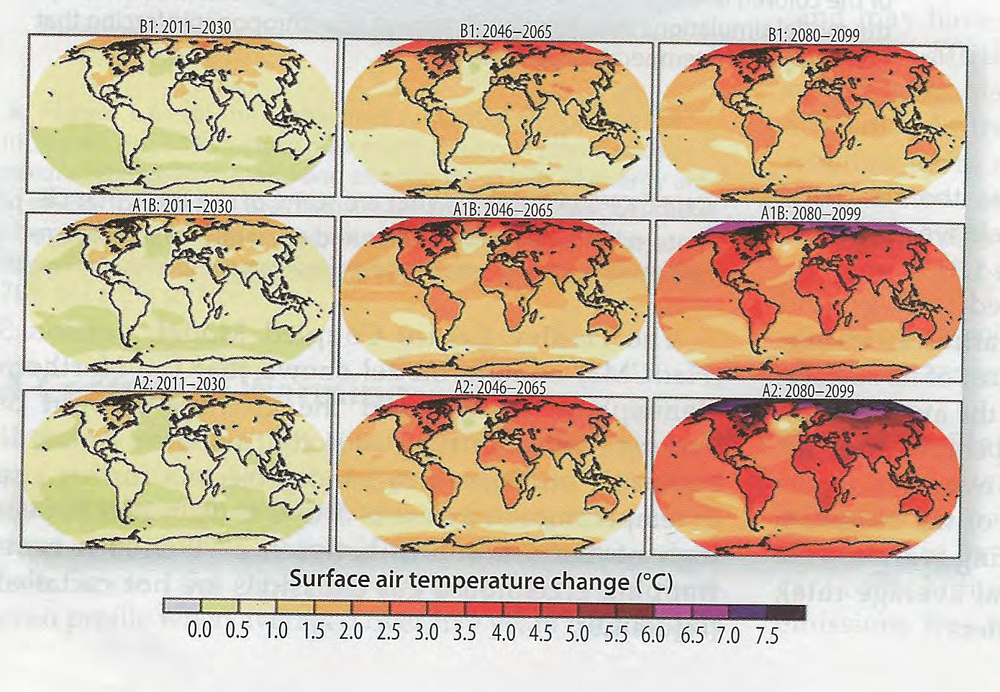 B1: 2011–2030
B1: 2046–2065
B1: 2080–2099
A1B: 2011–2030
A1B: 2046–2065
A1B: 2080–2099
A2: 2011–2030
A2: 2046–2065
A2: 2080–2099
Surface air temperature change (°C)
0.0 0.5 1.0 1.5 2.0 2.5 3.0 3.5 4.0 4.5 5.0 5.5 6.0 6.5 7.0 7.5